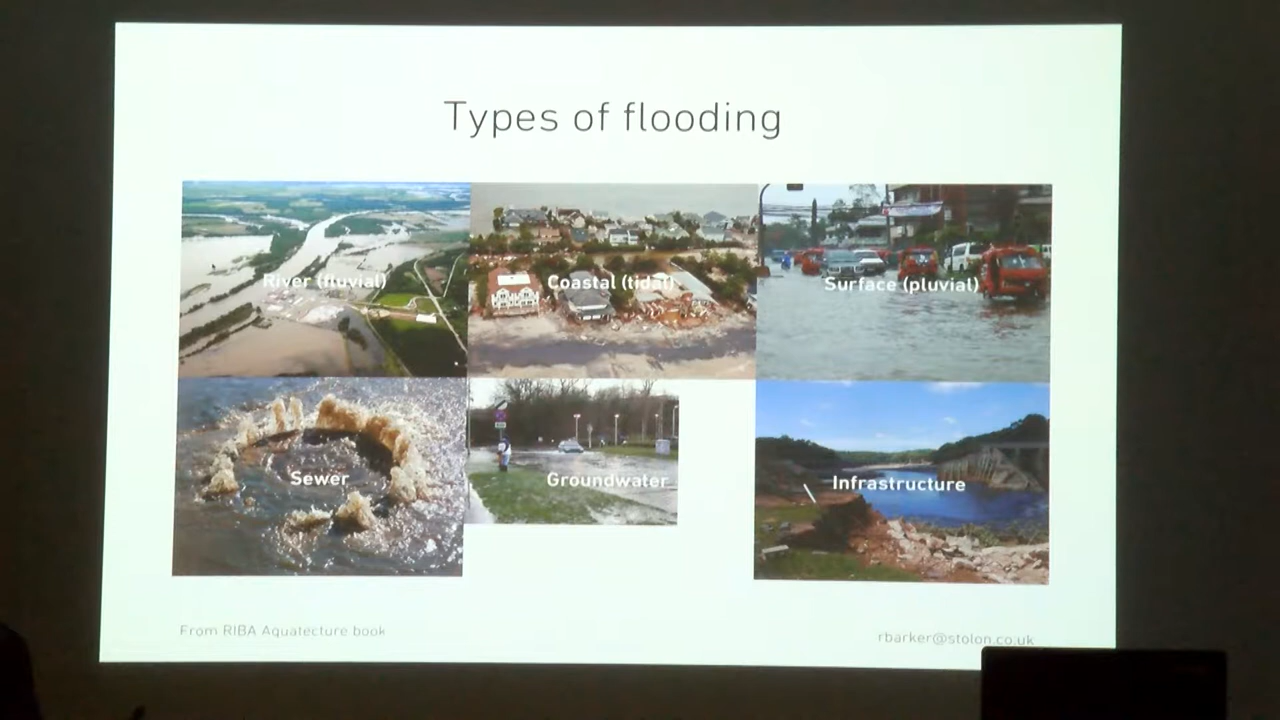 Types of flooding
River (fluvial)
Coastal (tidal)
Surface (pluvial)
Sewer
Groundwater
Infrastructure
From RIBA Aquatecture book
rbarker@stolon.co.uk